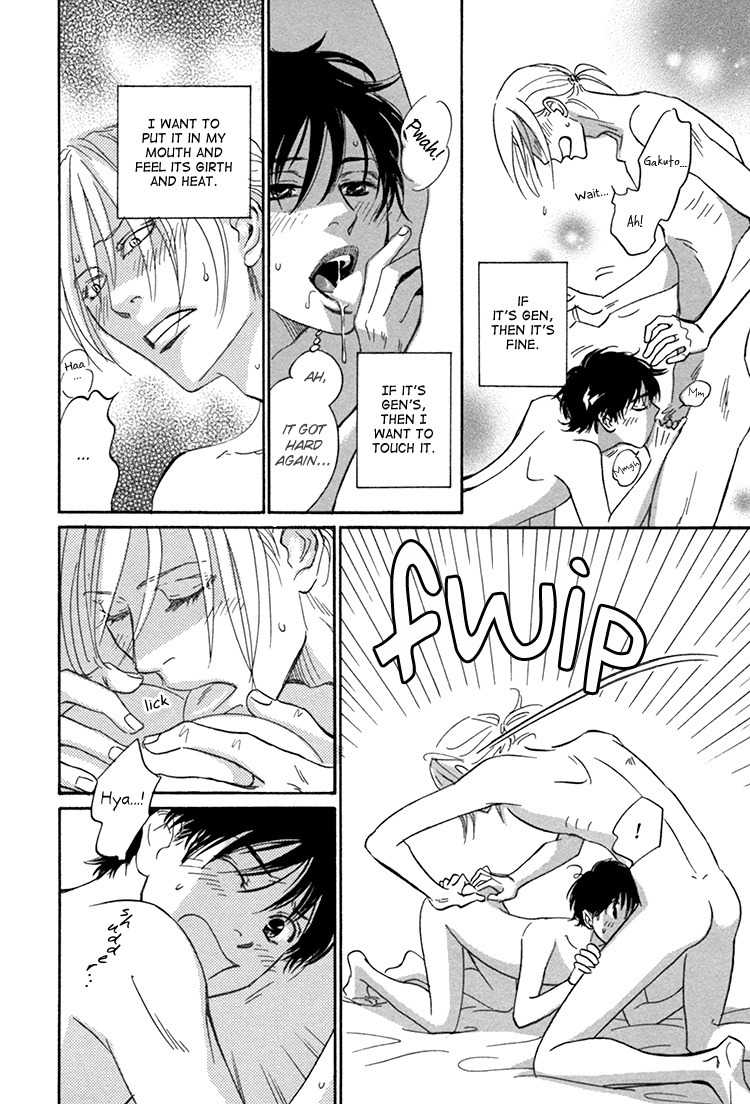 Gakuto...
Wait...
Ah!
IF
IT'S GEN,
THEN IT'S
FINE.
Mm
Mmgh
Pwah!
IF IT'S
GEN'S,
THEN I
WANT TO
TOUCH IT.
AH,
IT GOT
HARD
AGAIN...
I WANT TO
PUT IT IN MY
MOUTH AND
FEEL ITS GIRTH
AND HEAT.
Haa
...
...
fwip
!
lick
Hya...!
shudder...